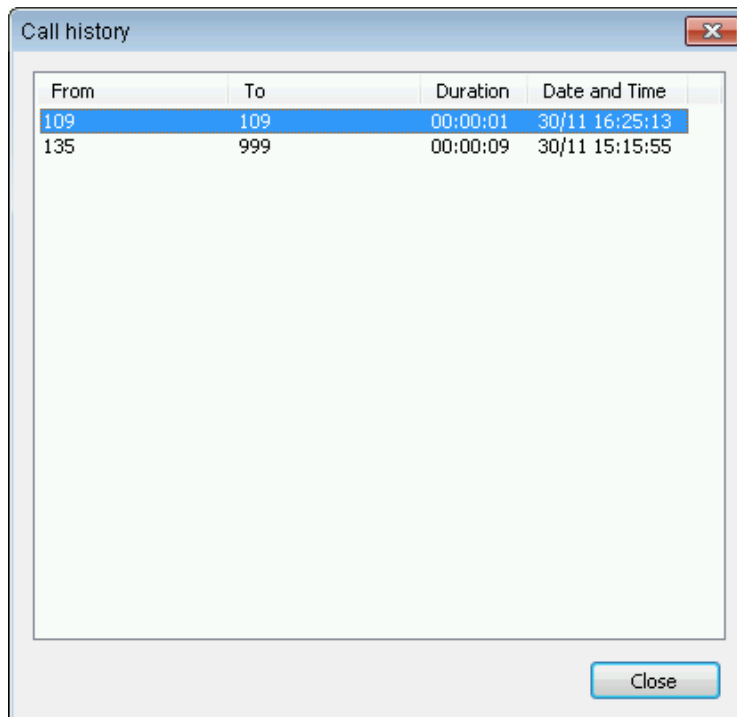 Call history
From To Duration Date and Time
109 109 00:00:01 30/11 16:25:13
135 999 00:00:09 30/11 15:15:55
Close